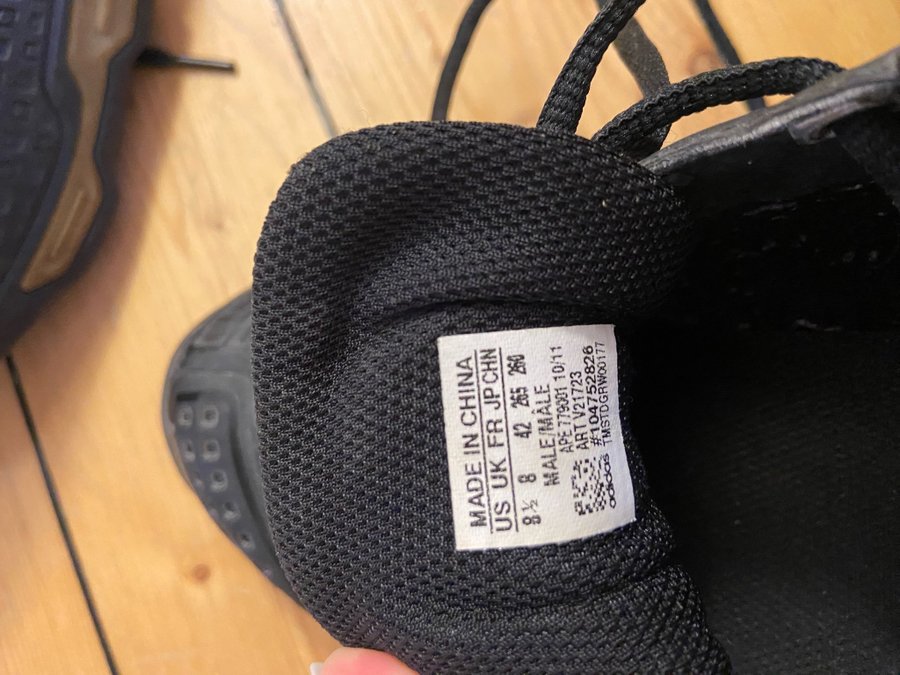 MADE IN CHINA
US UK FR JP CHN
8½ 8 42 265 260
MALE/MÂLE
APE 779001 10/11
ART V21723
#104752826
adidas TMSTDGRW00177